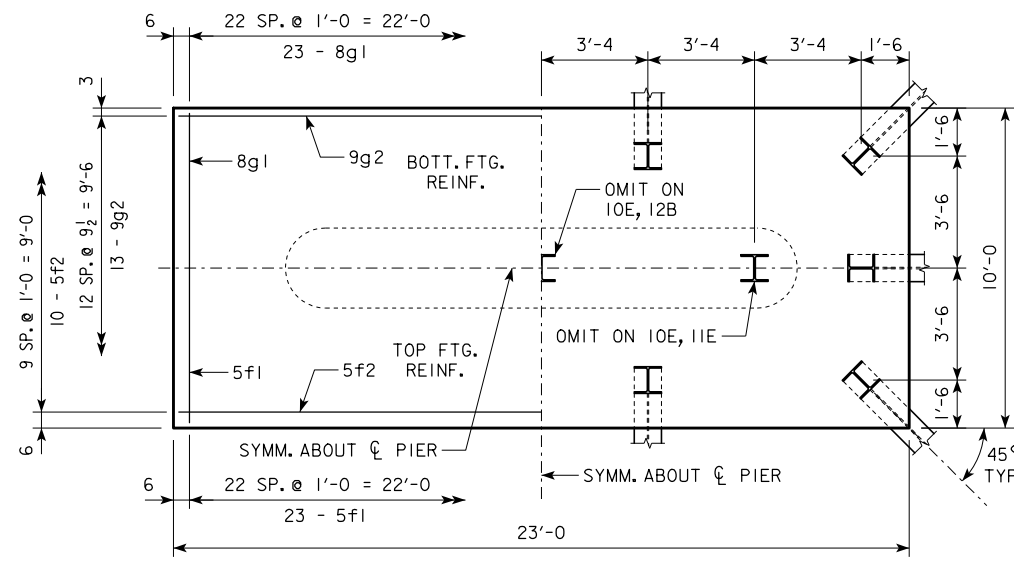 6
22 SP. @ 1'-0 = 22'-0
23 - 8g1
3'-4
3'-4
3'-4
1'-6
3
8g1
9g2
BOTT. FTG.
REINF.
OMIT ON
10E, 12B
1'-6
9 SP. @ 1'-0 = 9'-0
10 - 5f2
12 SP. @ 9½ = 9'-6
13 - 9g2
3'-6
10'-0
OMIT ON 10E, 11E
TOP FTG.
REINF.
3'-6
5f1
5f2
1'-6
6
SYMM. ABOUT ℄ PIER
SYMM. ABOUT ℄ PIER
45°
TYP
6
22 SP. @ 1'-0 = 22'-0
23 - 5f1
23'-0